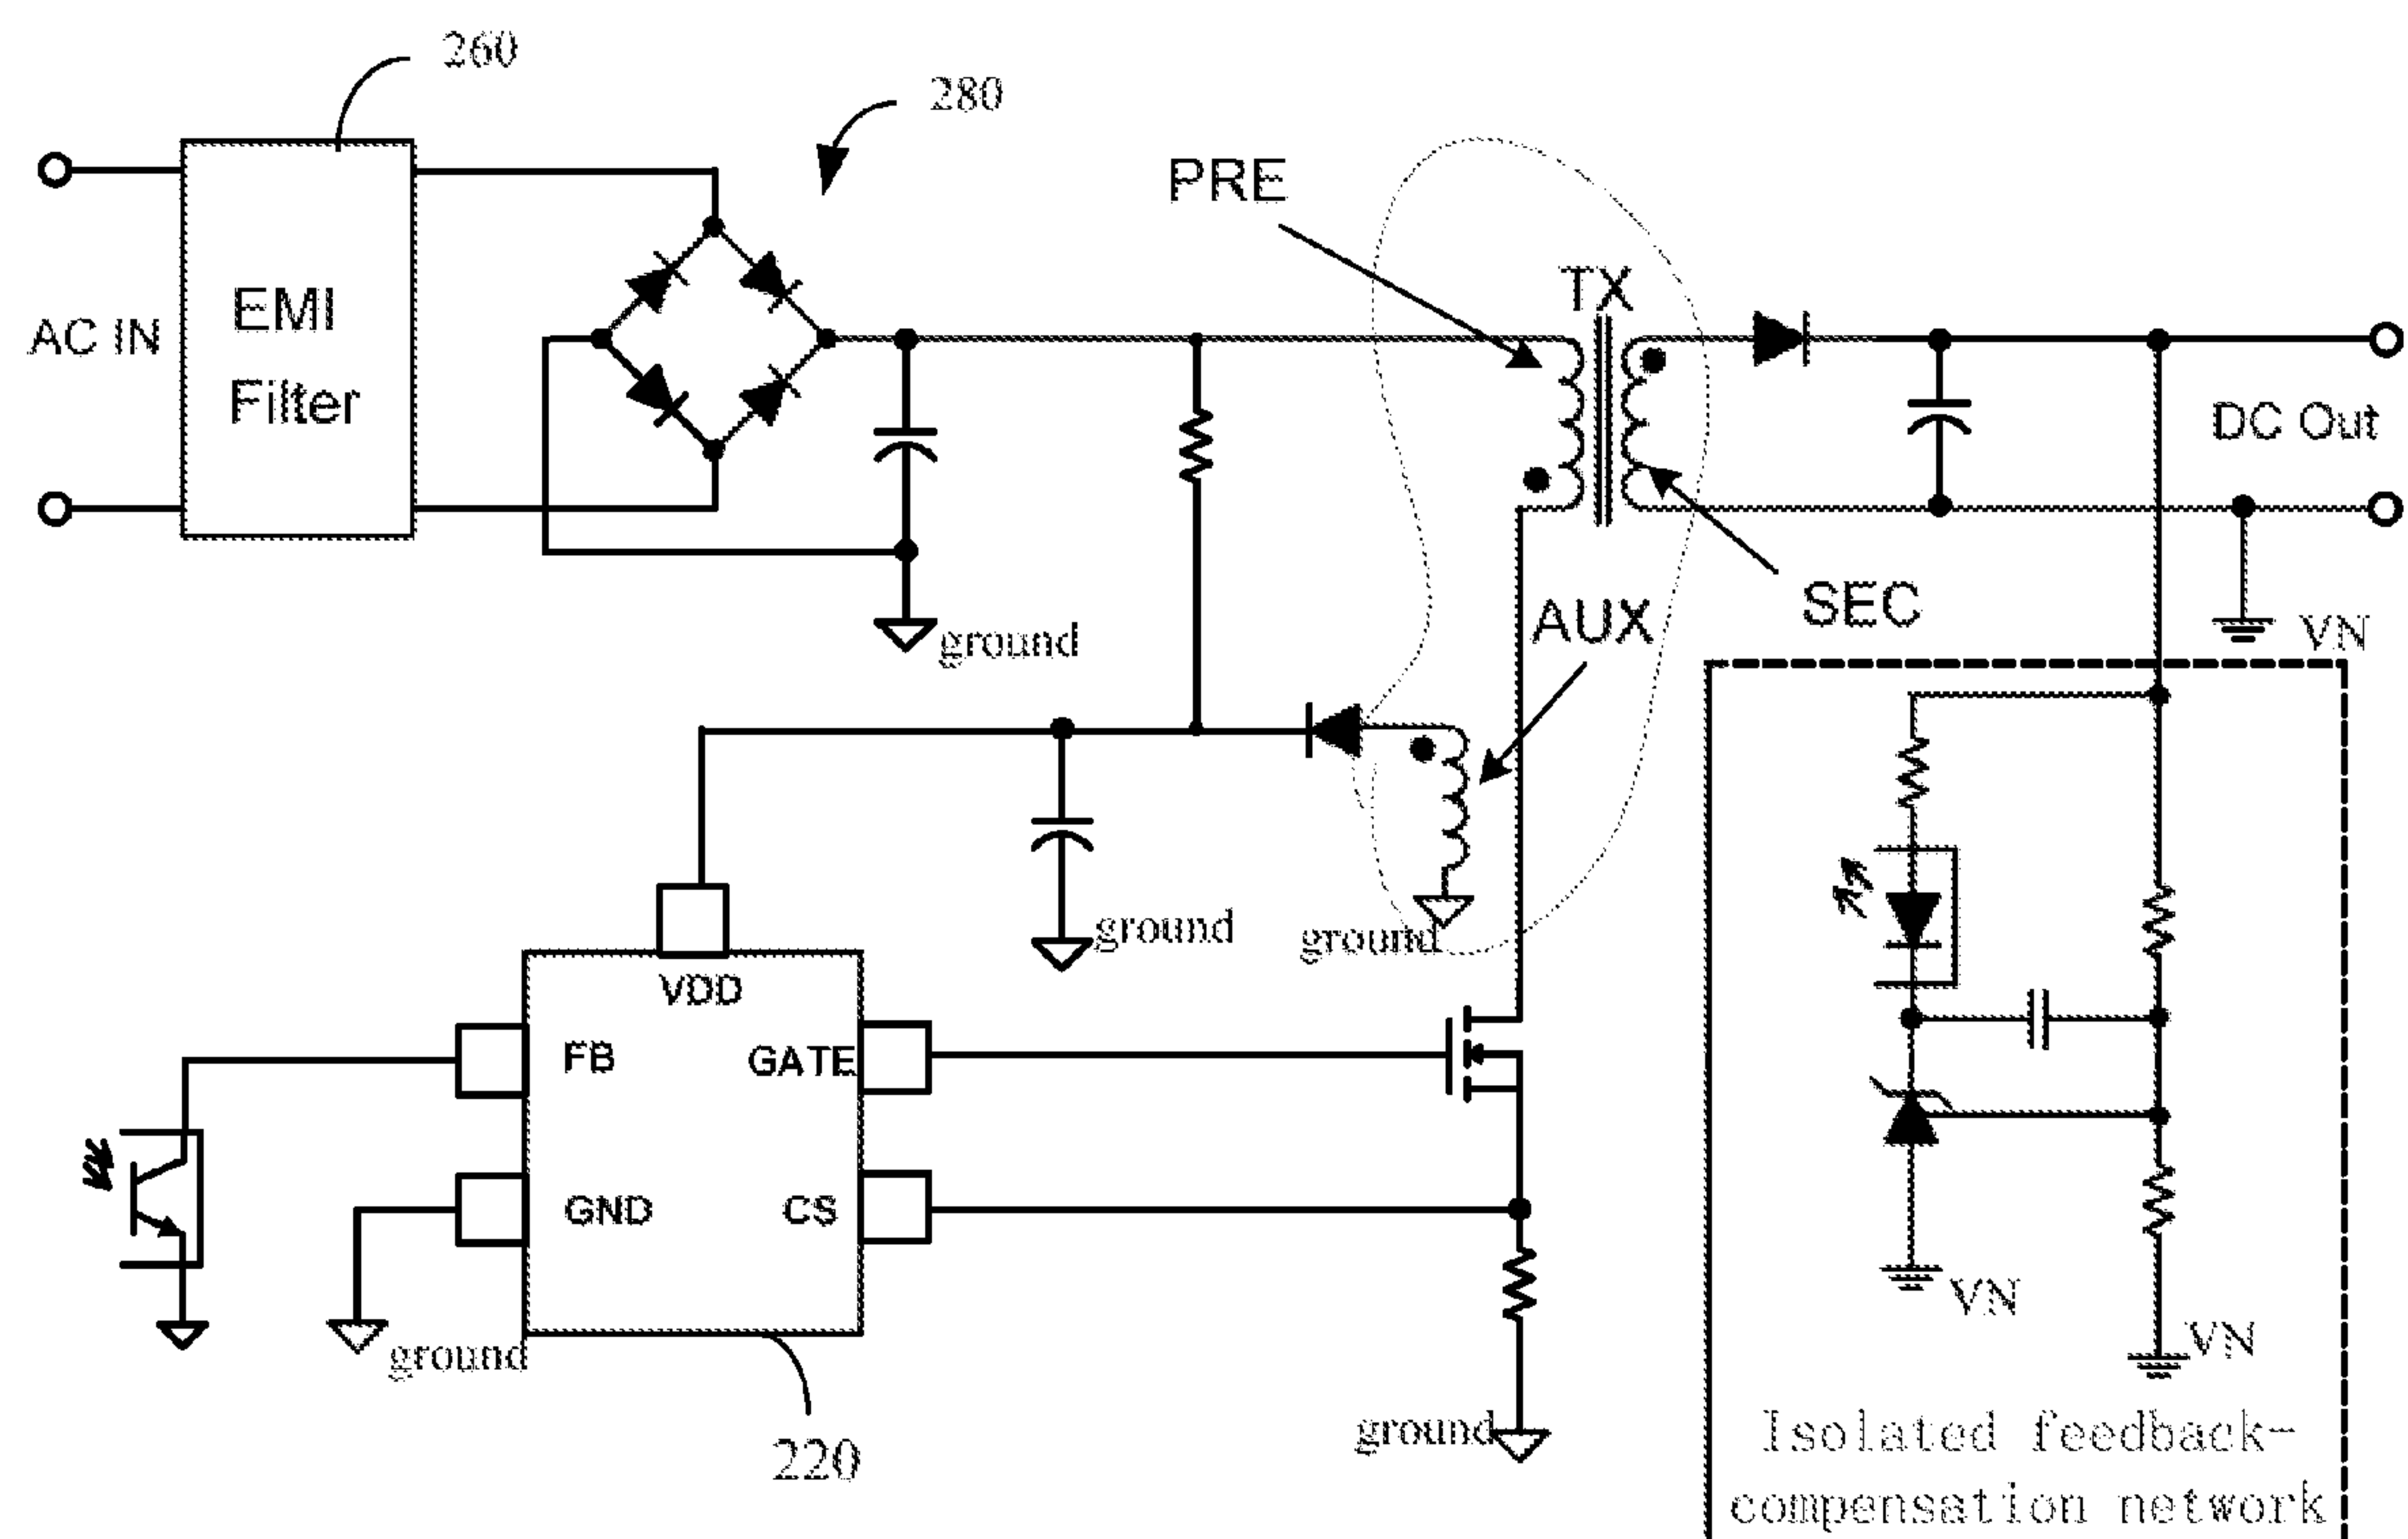 260
280
PRE
TX
AC IN
EMI
Filter
DC Out
SEC
AUX
VN
ground
ground
ground
VDD
FB
GATE
GND
CS
ground
VN
VN
ground
220
Isolated feedback-
compensation network